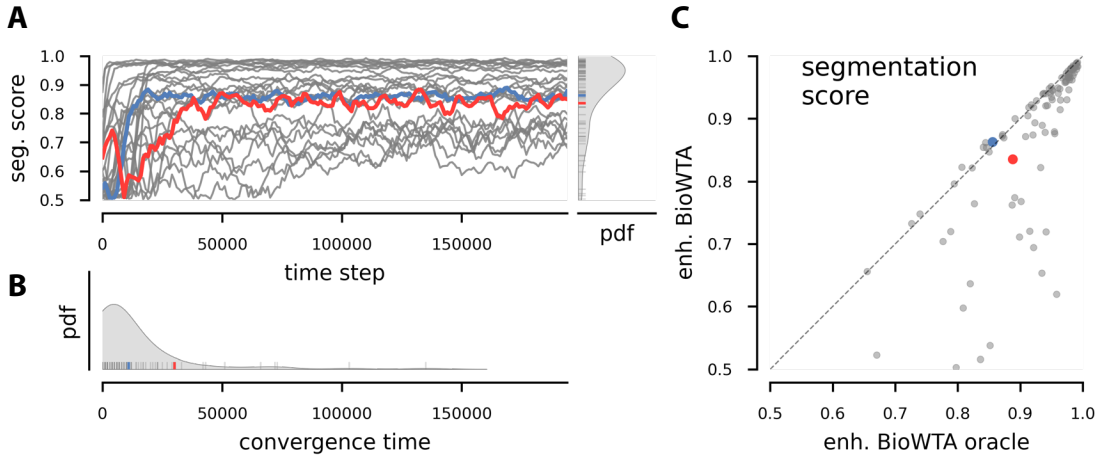 A
seg. score
1.0
0.9
0.8
0.7
0.6
0.5
0
50000
100000
150000
time step
pdf
B
pdf
0
50000
100000
150000
convergence time
C
enh. BioWTA
1.0
0.9
0.8
0.7
0.6
0.5
segmentation
score
0.5
0.6
0.7
0.8
0.9
1.0
enh. BioWTA oracle